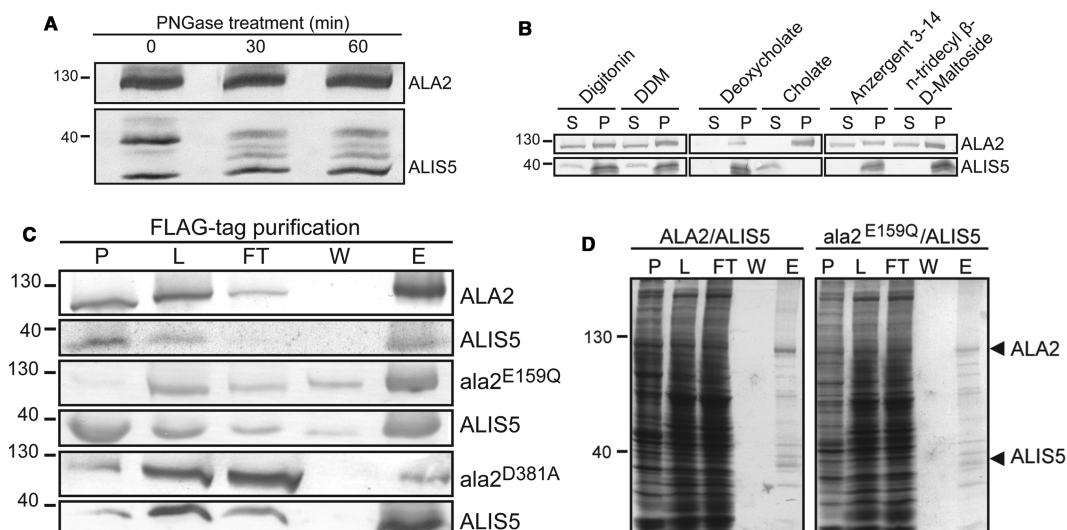 A
PNGase treatment (min)
0 30 60
130 ALA2
40
ALIS5
B
Digitonin DDM Deoxycholate Cholate Anzergent 3-14 n-tridecyl β-
D-Maltoside
S P S P S P S P S P S P
130 ALA2
40 ALIS5
C
FLAG-tag purification
P L FT W E
130 ALA2
40 ALIS5
130 ala2E159Q
40 ALIS5
130 ala2D381A
40 ALIS5
D
ALA2/ALIS5 ala2E159Q/ALIS5
P L FT W E P L FT W E
130 ALA2
40 ALIS5